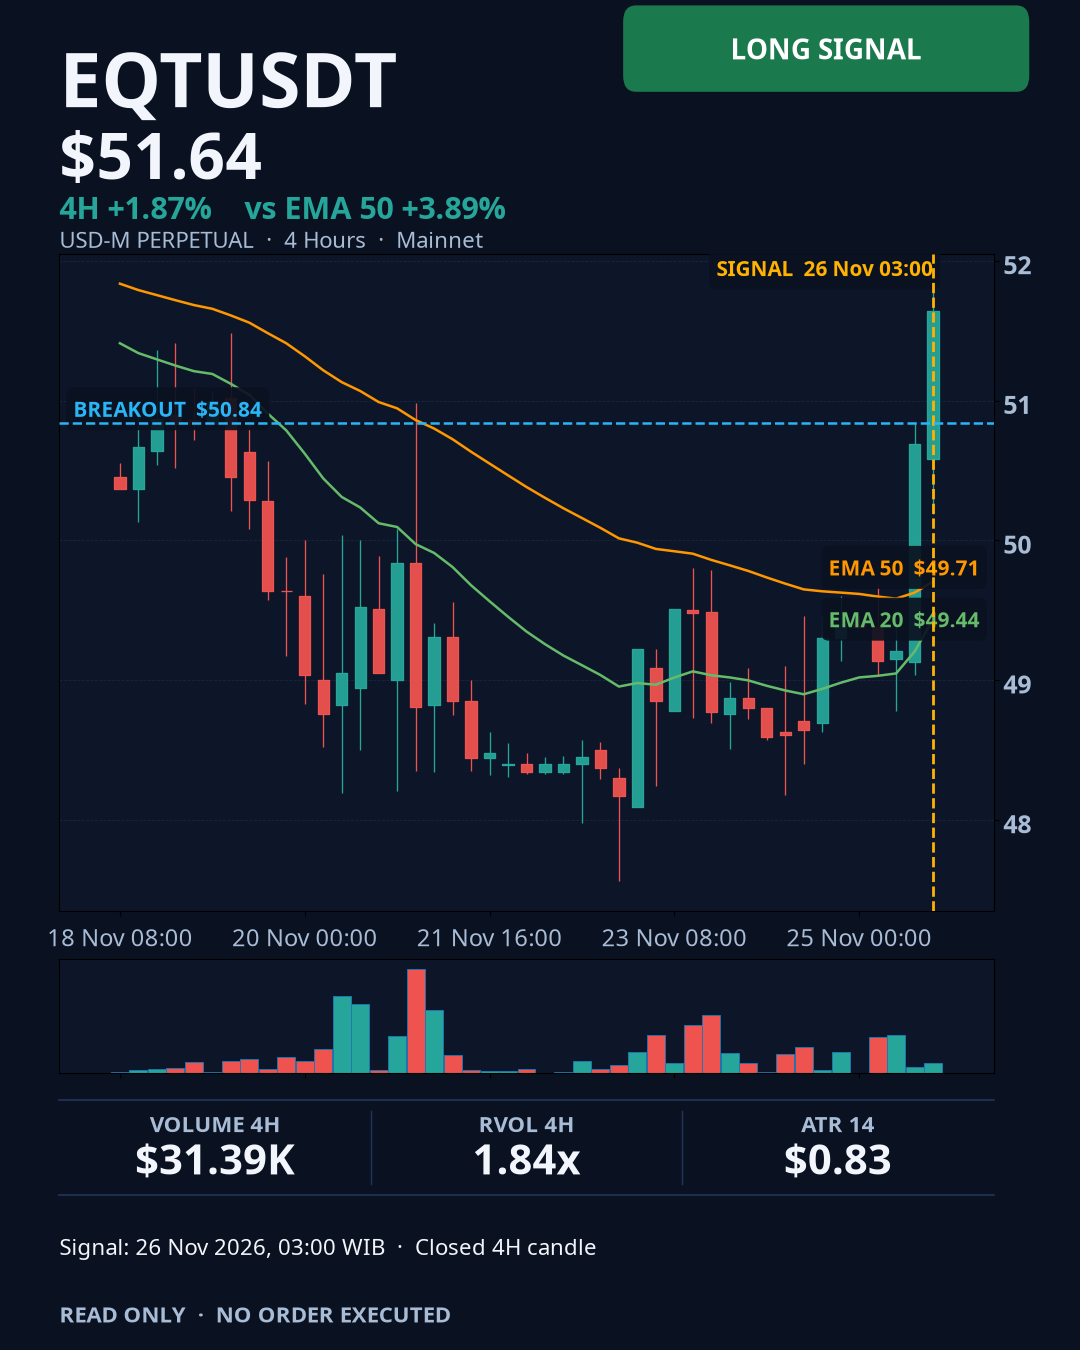 LONG SIGNAL
EQTUSDT
$51.64
4H +1.87% vs EMA 50 +3.89%
USD-M PERPETUAL · 4 Hours · Mainnet
SIGNAL 26 Nov 03:00
52
BREAKOUT $50.84
51
50
EMA 50 $49.71
EMA 20 $49.44
49
48
18 Nov 08:00 20 Nov 00:00 21 Nov 16:00 23 Nov 08:00 25 Nov 00:00
VOLUME 4H RVOL 4H ATR 14
$31.39K 1.84x $0.83
Signal: 26 Nov 2026, 03:00 WIB · Closed 4H candle
READ ONLY · NO ORDER EXECUTED